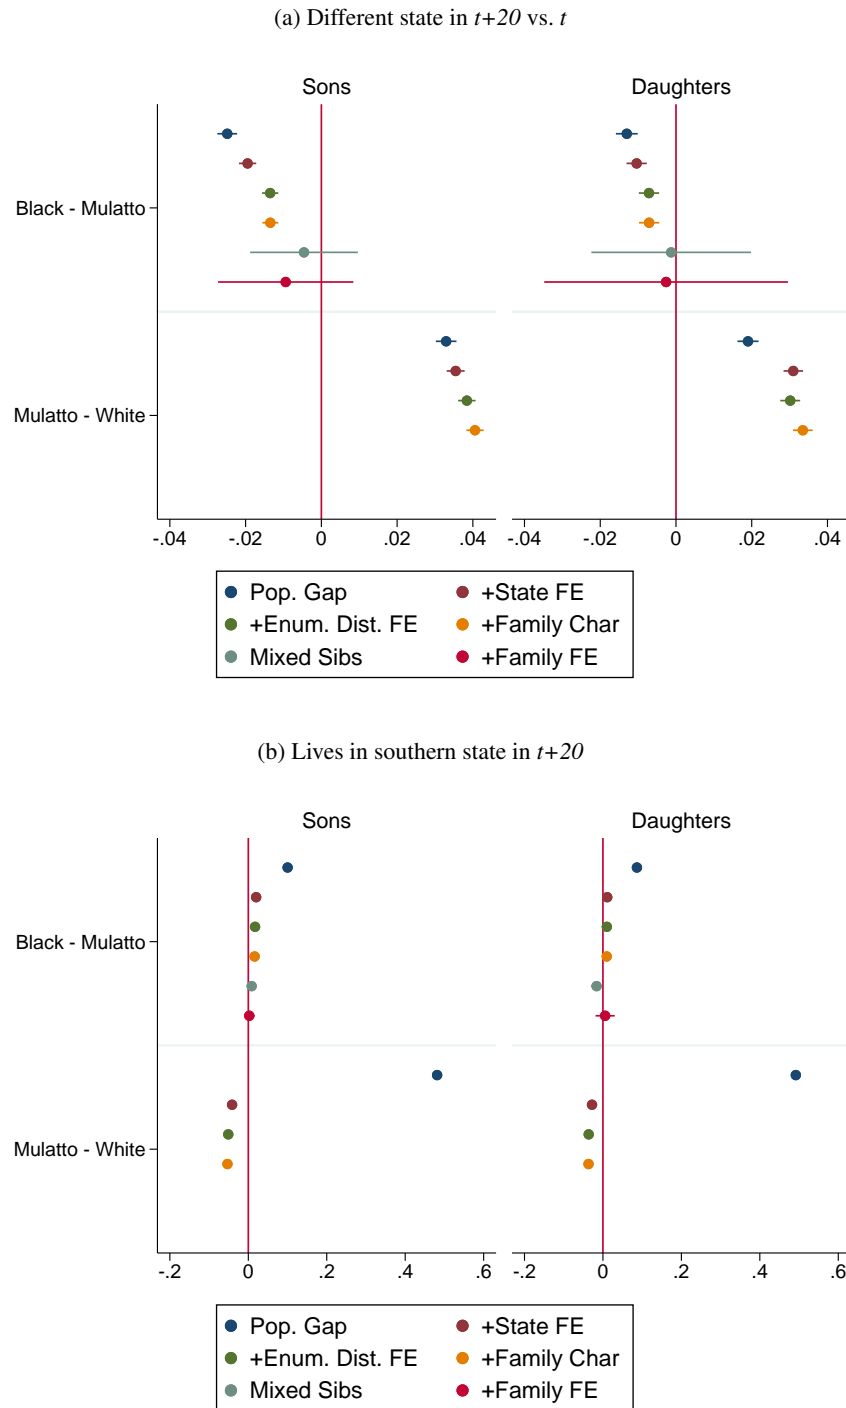 (a) Different state in t+20 vs. t
Sons Daughters
Black - Mulatto
Mulatto - White
-.04 -.02 0 .02 .04 -.04 -.02 0 .02 .04
Pop. Gap +State FE
+Enum. Dist. FE +Family Char
Mixed Sibs +Family FE
(b) Lives in southern state in t+20
Sons Daughters
Black - Mulatto
Mulatto - White
-.2 0 .2 .4 .6 -.2 0 .2 .4 .6
Pop. Gap +State FE
+Enum. Dist. FE +Family Char
Mixed Sibs +Family FE